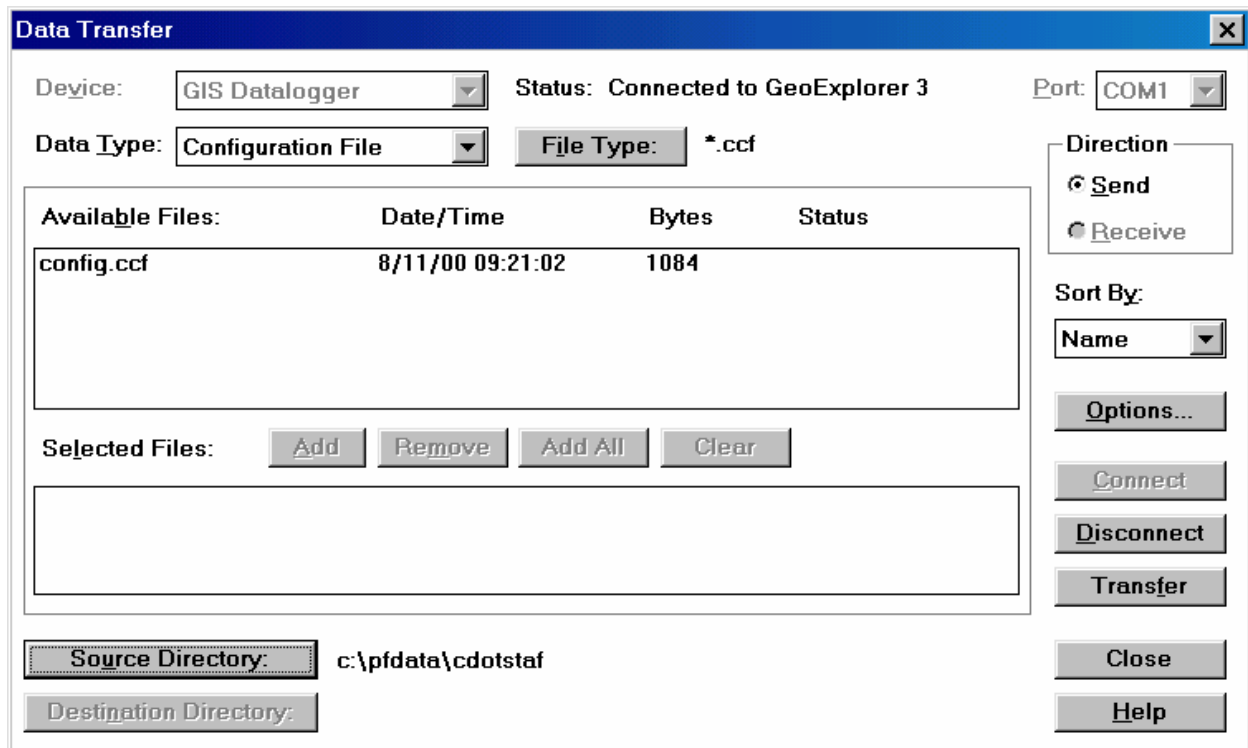 Data Transfer
Device: GIS Datalogger Status: Connected to GeoExplorer 3 Port: COM1
Data Type: Configuration File File Type: *.ccf
Direction
Send
Receive
Available Files: Date/Time Bytes Status
config.ccf 8/11/00 09:21:02 1084
Sort By:
Name
Options...
Selected Files: Add Remove Add All Clear
Connect
Disconnect
Transfer
Source Directory: c:\pfdata\cdotstaf Close
Destination Directory: Help